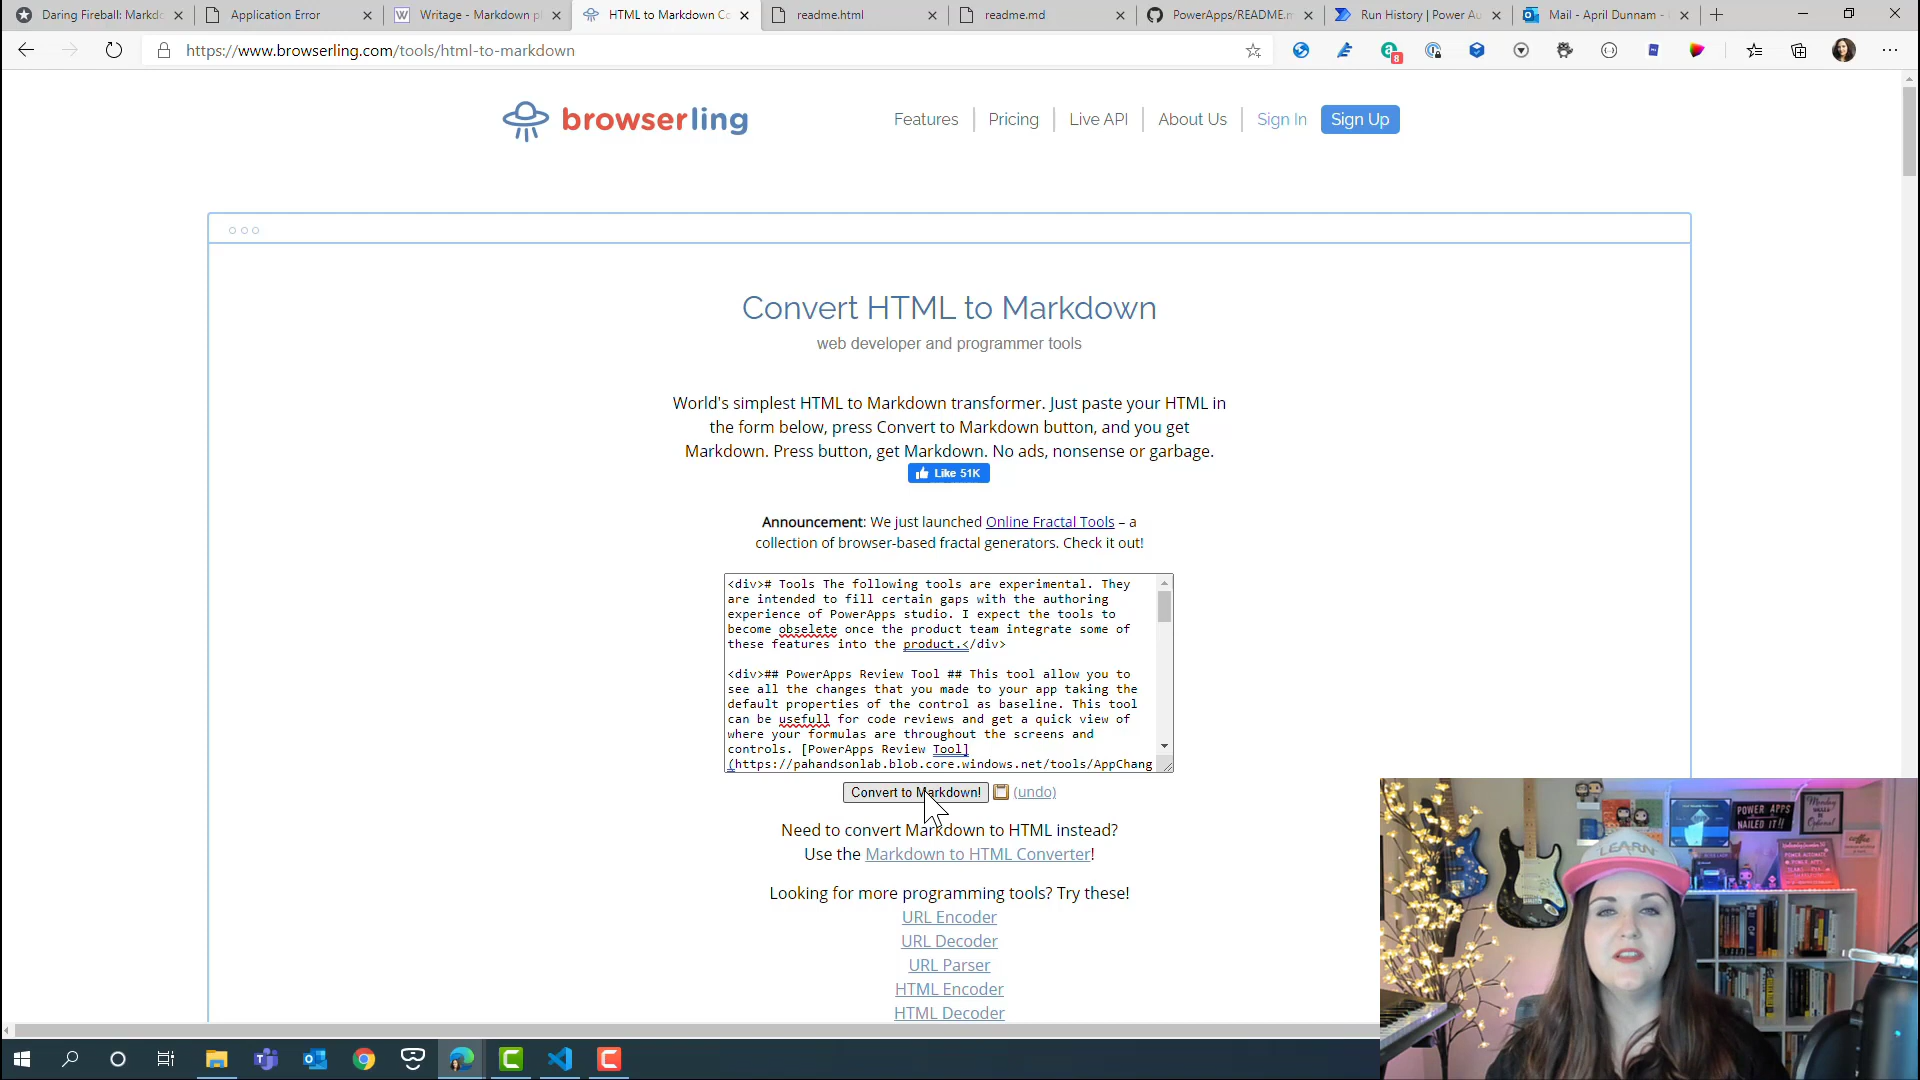 Daring Fireball: Markdo
Application Error
Writage - Markdown p
HTML to Markdown Co
readme.html
readme.md
PowerApps/README.m
Run History | Power Au
Mail - April Dunnam -
https://www.browserling.com/tools/html-to-markdown
8
browserling
Features
Pricing
Live API
About Us
Sign In
Sign Up
Convert HTML to Markdown
web developer and programmer tools
World's simplest HTML to Markdown transformer. Just paste your HTML in
the form below, press Convert to Markdown button, and you get
Markdown. Press button, get Markdown. No ads, nonsense or garbage.
Like 51K
Announcement: We just launched Online Fractal Tools – a
collection of browser-based fractal generators. Check it out!
<div># Tools The following tools are experimental. They
are intended to fill certain gaps with the authoring
experience of PowerApps studio. I expect the tools to
become obselete once the product team integrate some of
these features into the product.</div>
<div>## PowerApps Review Tool ## This tool allow you to
see all the changes that you made to your app taking the
default properties of the control as baseline. This tool
can be usefull for code reviews and get a quick view of
where your formulas are throughout the screens and
controls. [PowerApps Review Tool]
(https://pahandsonlab.blob.core.windows.net/tools/AppChang
Convert to Markdown!
(undo)
Need to convert Markdown to HTML instead?
Use the Markdown to HTML Converter!
Looking for more programming tools? Try these!
URL Encoder
URL Decoder
URL Parser
HTML Encoder
HTML Decoder
POWER APPS
NAILED IT!!
Monday
Optional
coffee
LEARN